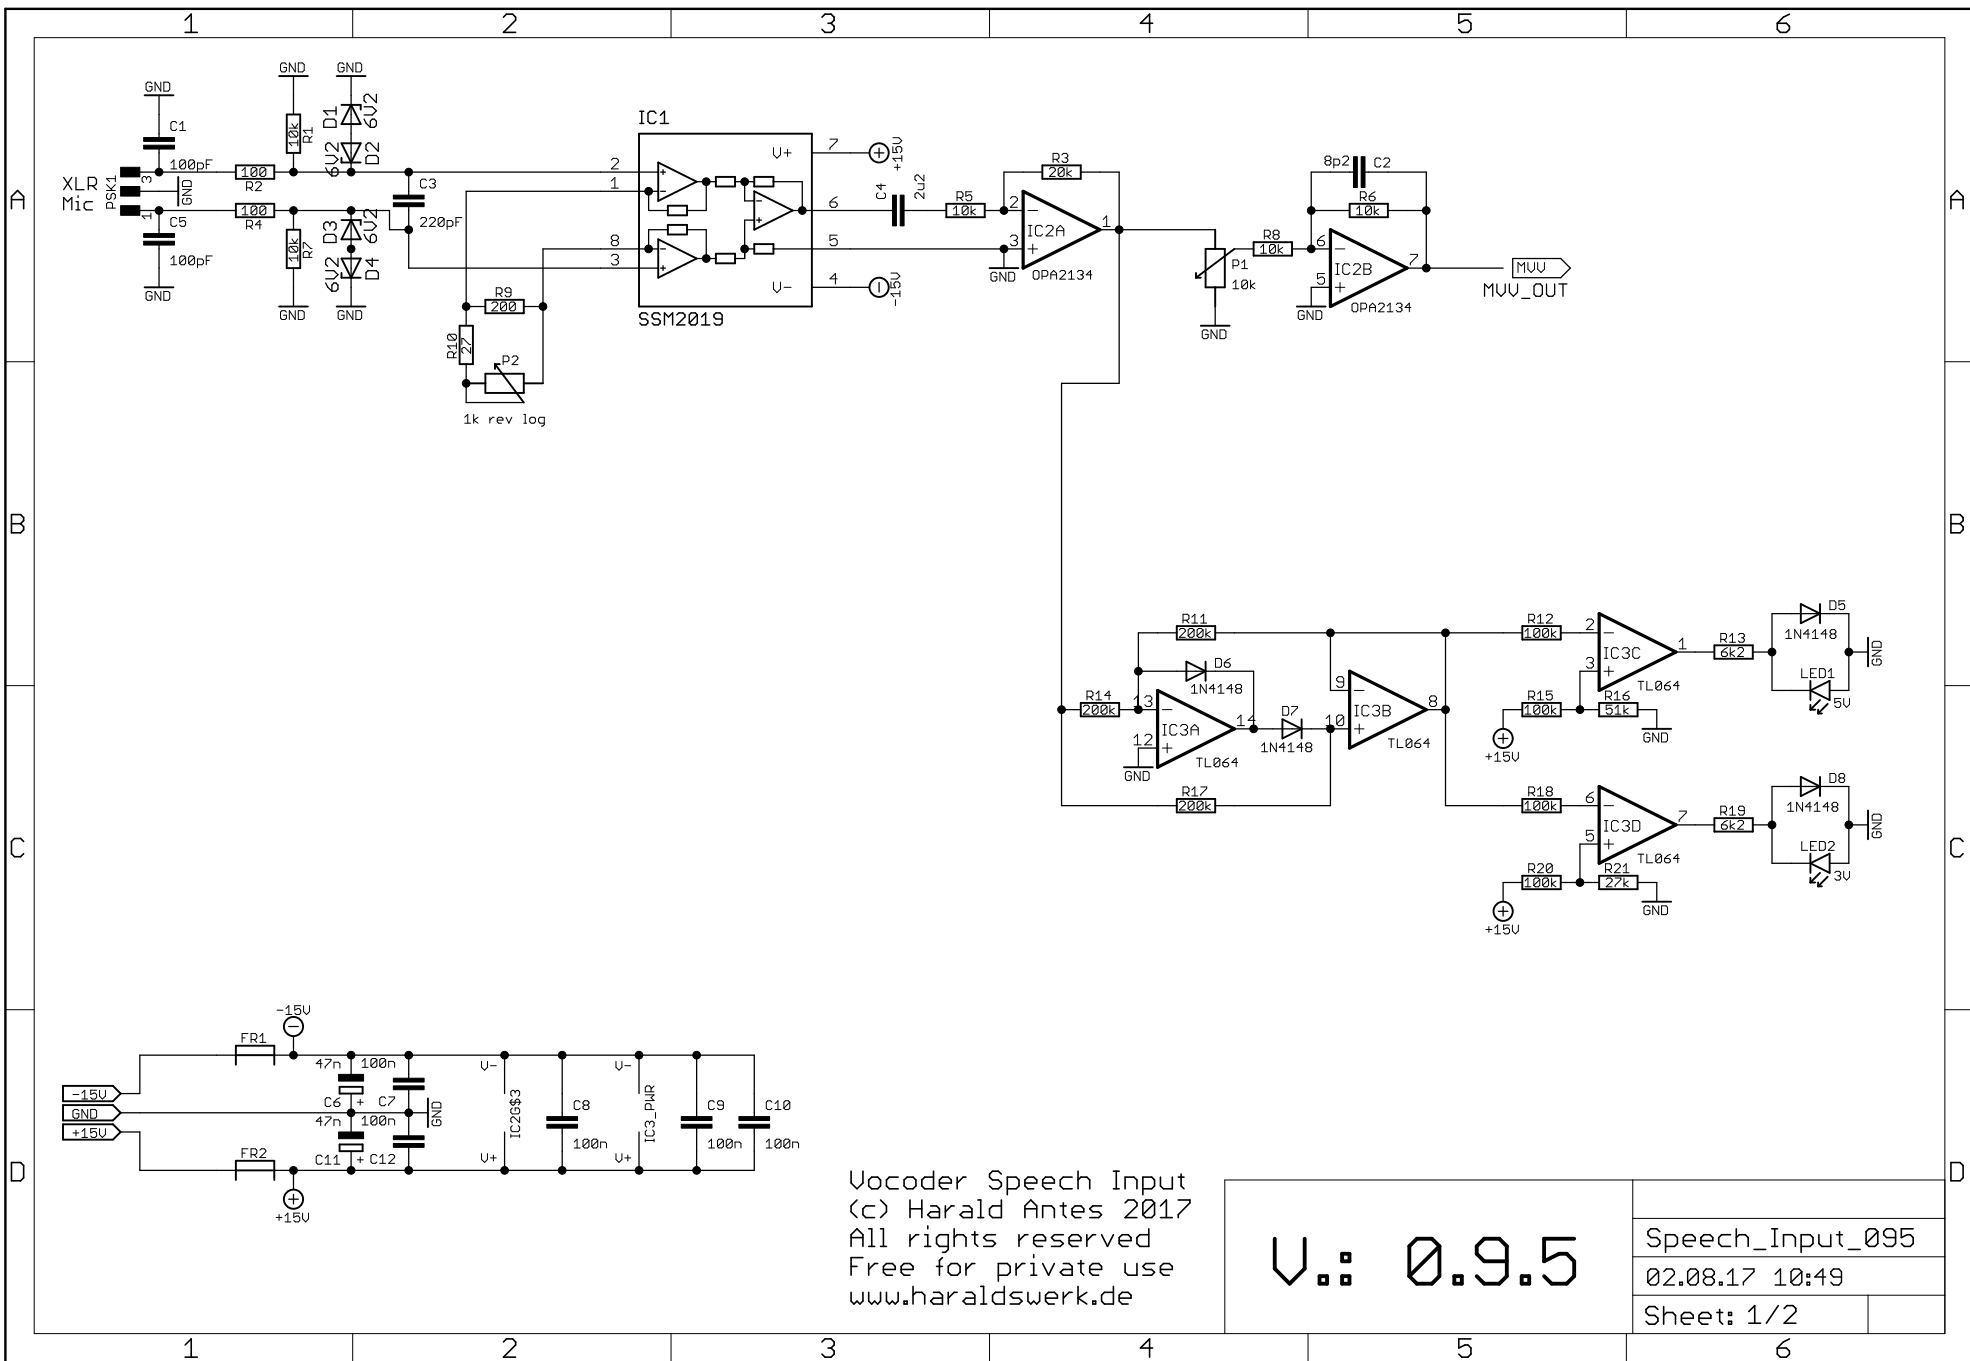 1 2 3 4 5 6
A
B
C
D
A
B
C
D
GND
C1
100pF
XLR
Mic
PSK1
3
1
GND
C5
100pF
GND
100
R2
100
R4
GND
10k
R1
10k
R7
GND
GND
D1
6V2
6V2
D2
D3
6V2
6V2
D4
GND
C3
220pF
R9
200
R10
27
P2
1k rev log
IC1
2
1
8
3
V+
V-
7
6
5
4
+15V
-15V
SSM2019
C4
2u2
R5
10k
R3
20k
2
3
1
IC2A
OPA2134
GND
P1
10k
GND
R8
10k
8p2
C2
R6
10k
6
5
7
IC2B
OPA2134
GND
MVV
MVV_OUT
R11
200k
D6
1N4148
R14
200k
13
12
14
IC3A
TL064
GND
D7
1N4148
R17
200k
9
10
8
IC3B
TL064
R12
100k
2
3
1
IC3C
TL064
R15
100k
+15V
R16
51k
GND
R13
6k2
D5
1N4148
LED1
5V
GND
R18
100k
6
5
7
IC3D
TL064
R20
100k
+15V
R21
27k
GND
R19
6k2
D8
1N4148
LED2
3V
GND
-15V
GND
+15V
FR1
FR2
-15V
+15V
47n
100n
C6
+
C7
47n
100n
C11
+
C12
GND
V-
IC2G$3
V+
C8
100n
V-
IC3_PWR
V+
C9
100n
C10
100n
Vocoder Speech Input
(c) Harald Antes 2017
All rights reserved
Free for private use
www.haraldswerk.de
V.: 0.9.5
Speech_Input_095
02.08.17 10:49
Sheet: 1/2
1 2 3 4 5 6